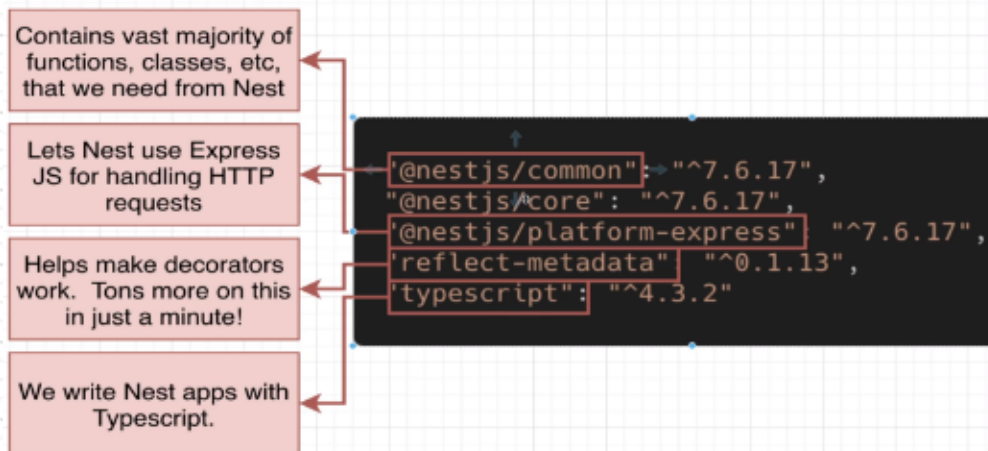 Contains vast majority of
functions, classes, etc,
that we need from Nest
Lets Nest use Express
JS for handling HTTP
requests
Helps make decorators
work.  Tons more on this
in just a minute!
We write Nest apps with
Typescript.
"@nestjs/common": "^7.6.17",
"@nestjs/core": "^7.6.17",
"@nestjs/platform-express" "^7.6.17",
"reflect-metadata" "^0.1.13",
"typescript": "^4.3.2"